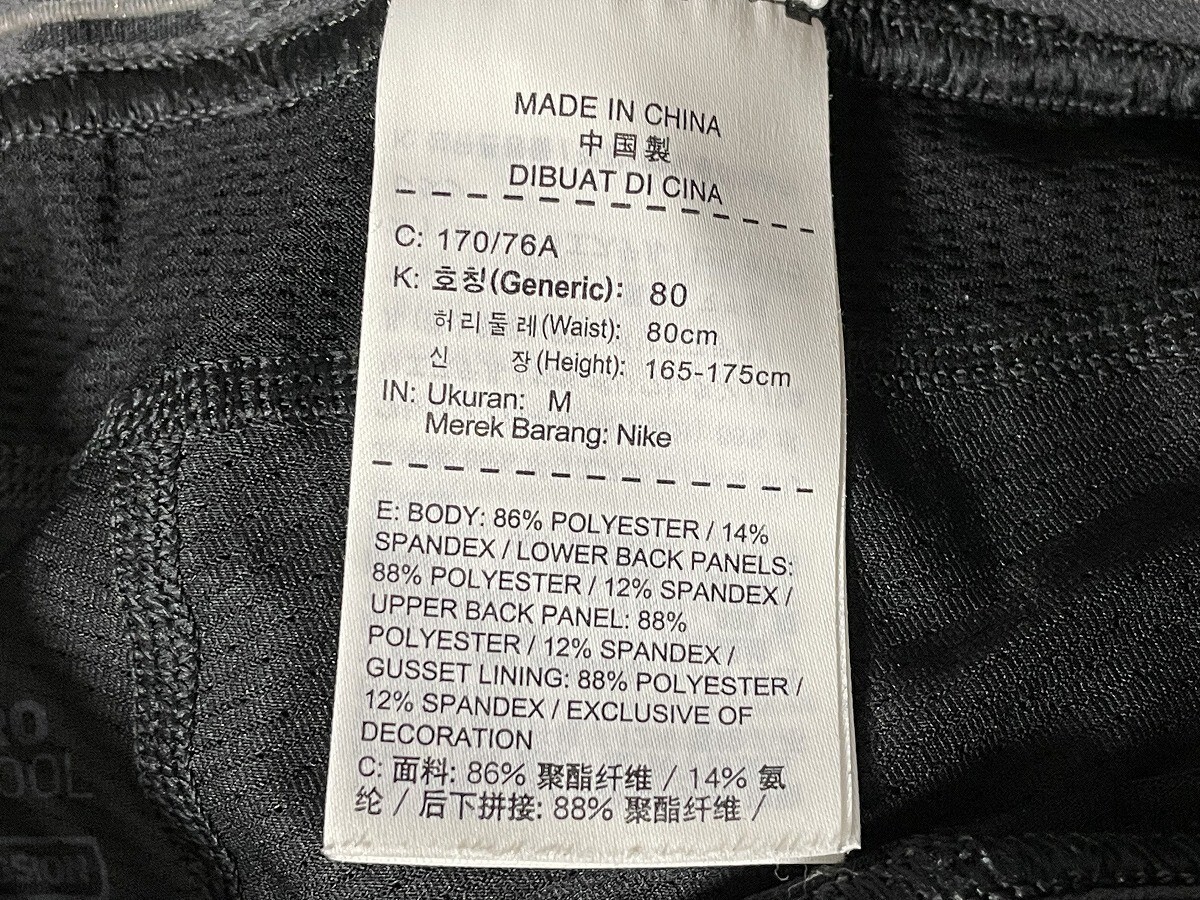 MADE IN CHINA
中国製
DIBUAT DI CINA
C: 170/76A
K: 호칭(Generic): 80
허리둘레(Waist): 80cm
신 장(Height): 165-175cm
IN: Ukuran: M
Merek Barang: Nike
E: BODY: 86% POLYESTER / 14%
SPANDEX / LOWER BACK PANELS:
88% POLYESTER / 12% SPANDEX /
UPPER BACK PANEL: 88%
POLYESTER / 12% SPANDEX /
GUSSET LINING: 88% POLYESTER /
12% SPANDEX / EXCLUSIVE OF
DECORATION
C: 面料: 86% 聚酯纤维 / 14% 氨
纶 / 后下拼接: 88% 聚酯纤维 /